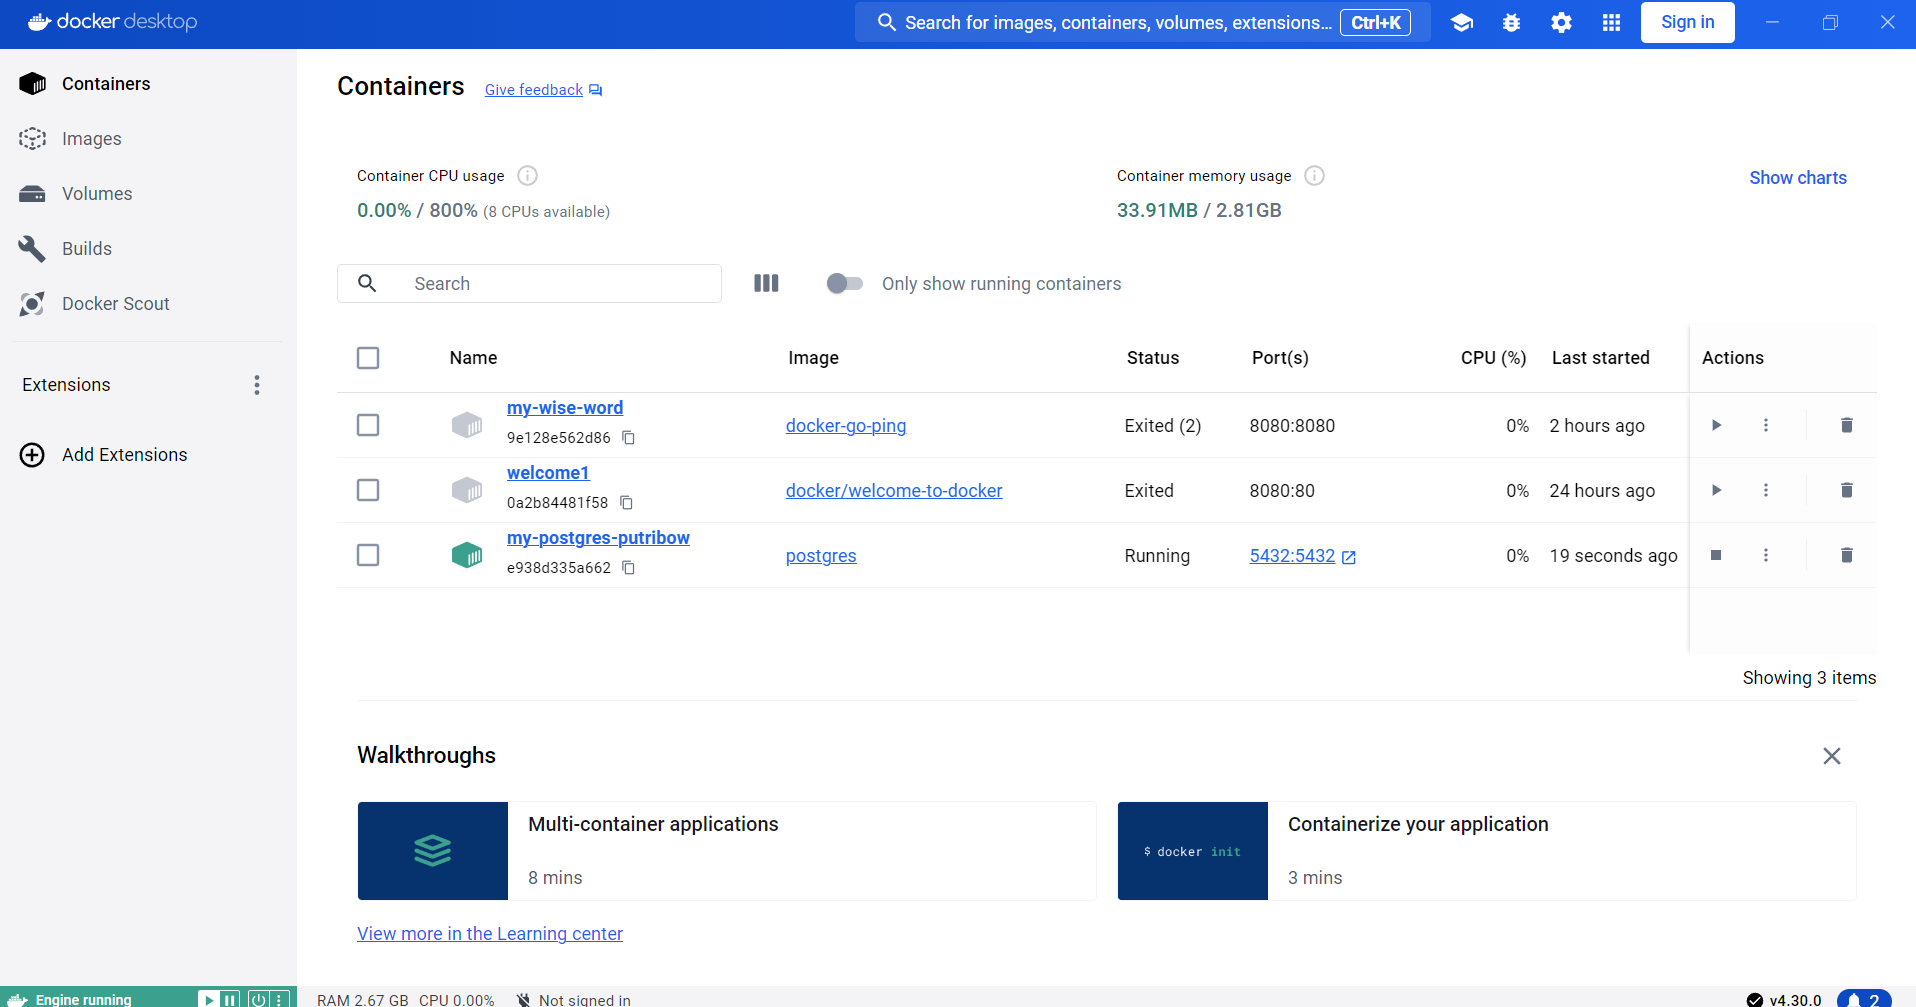 docker desktop
Search for images, containers, volumes, extensions... Ctrl+K
Sign in
Containers
Images
Volumes
Builds
Docker Scout
Extensions
Add Extensions
Containers Give feedback
Container CPU usage
0.00% / 800% (8 CPUs available)
Container memory usage
33.91MB / 2.81GB
Show charts
Search
Only show running containers
Name Image Status Port(s) CPU (%) Last started Actions
my-wise-word
9e128e562d86
docker-go-ping Exited (2) 8080:8080 0% 2 hours ago
welcome1
0a2b84481f58
docker/welcome-to-docker Exited 8080:80 0% 24 hours ago
my-postgres-putribow
e938d335a662
postgres Running 5432:5432 0% 19 seconds ago
Showing 3 items
Walkthroughs
Multi-container applications
8 mins
$ docker init
Containerize your application
3 mins
View more in the Learning center
Engine running
RAM 2.67 GB CPU 0.00% Not signed in
v4.30.0
2